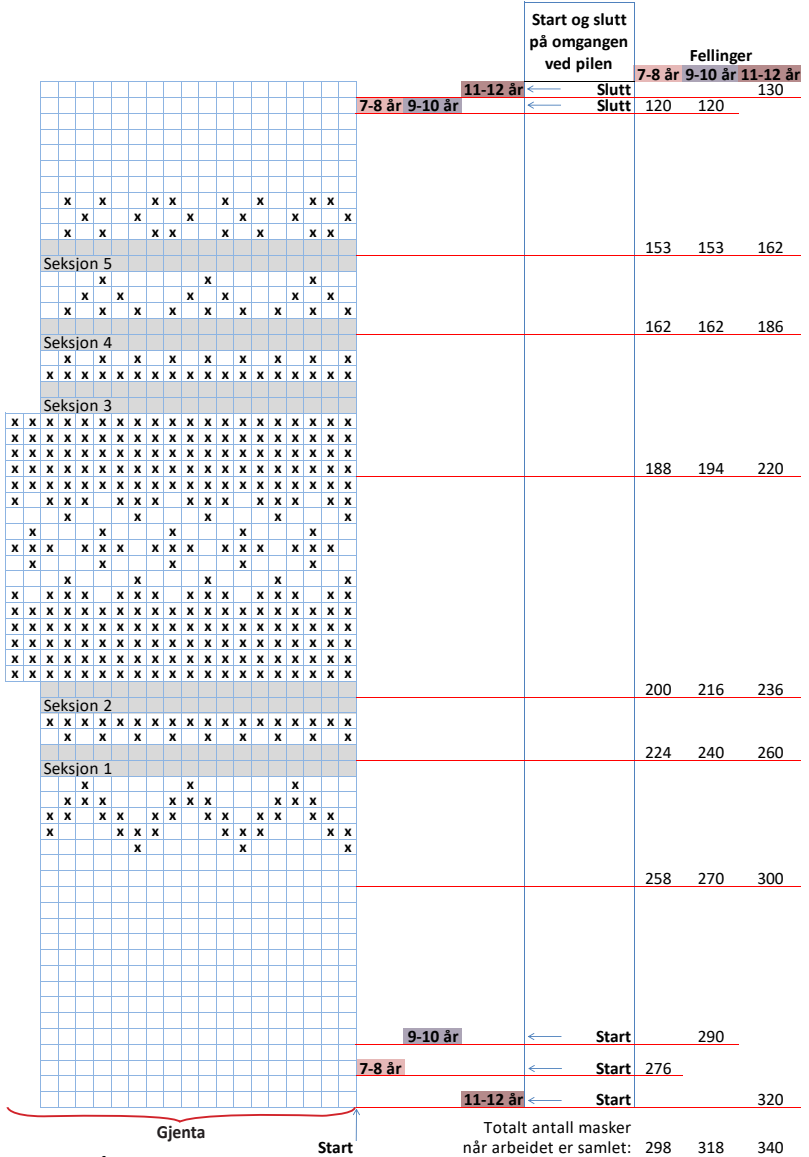 Start og slutt
på omgangen
ved pilen
Fellinger
7-8 år 9-10 år 11-12 år
11-12 år Slutt 130
7-8 år 9-10 år Slutt 120 120
153 153 162
Seksjon 5
162 162 186
Seksjon 4
Seksjon 3
188 194 220
200 216 236
Seksjon 2
224 240 260
Seksjon 1
258 270 300
9-10 år Start 290
7-8 år Start 276
11-12 år Start 320
Gjenta
Start
Totalt antall masker
når arbeidet er samlet: 298 318 340